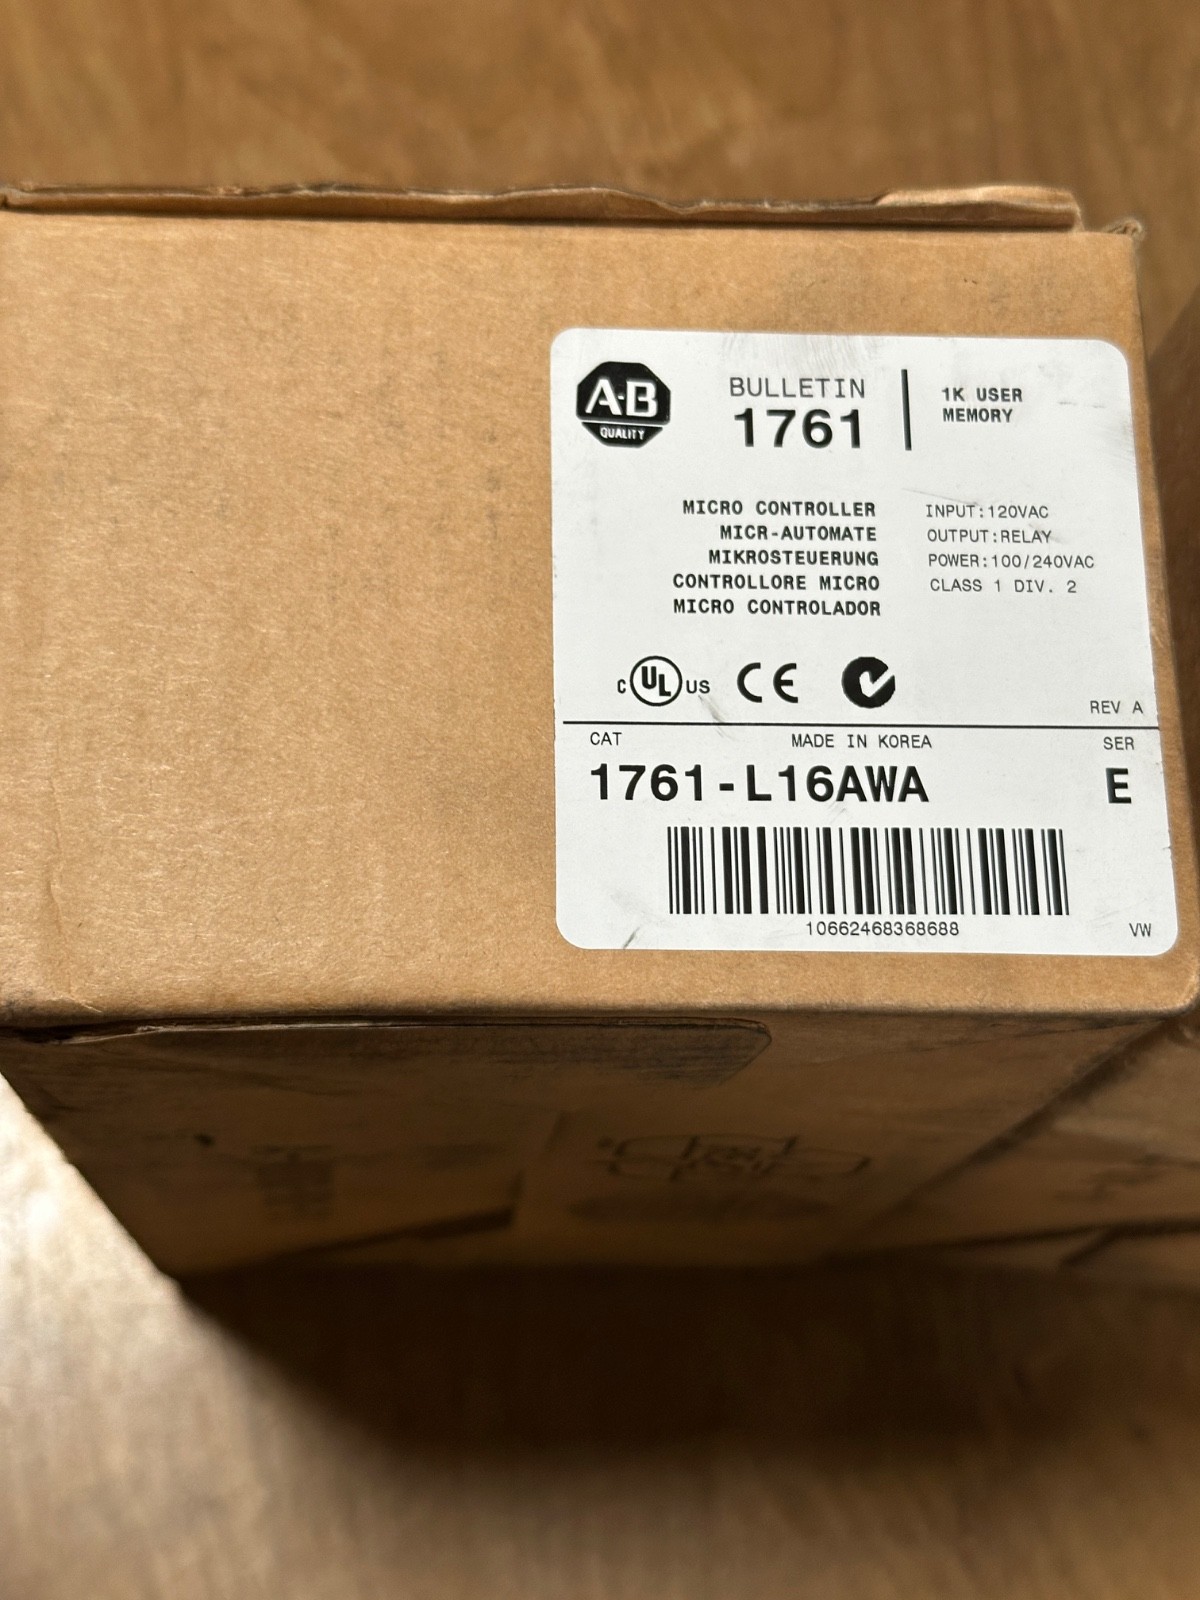 A-B
QUALITY
BULLETIN
1761
1K USER
MEMORY
MICRO CONTROLLER
MICR-AUTOMATE
MIKROSTEUERUNG
CONTROLLORE MICRO
MICRO CONTROLADOR
INPUT:120VAC
OUTPUT:RELAY
POWER:100/240VAC
CLASS 1 DIV. 2
C UL US CE
REV A
CAT MADE IN KOREA SER
1761-L16AWA E
10662468368688
VW